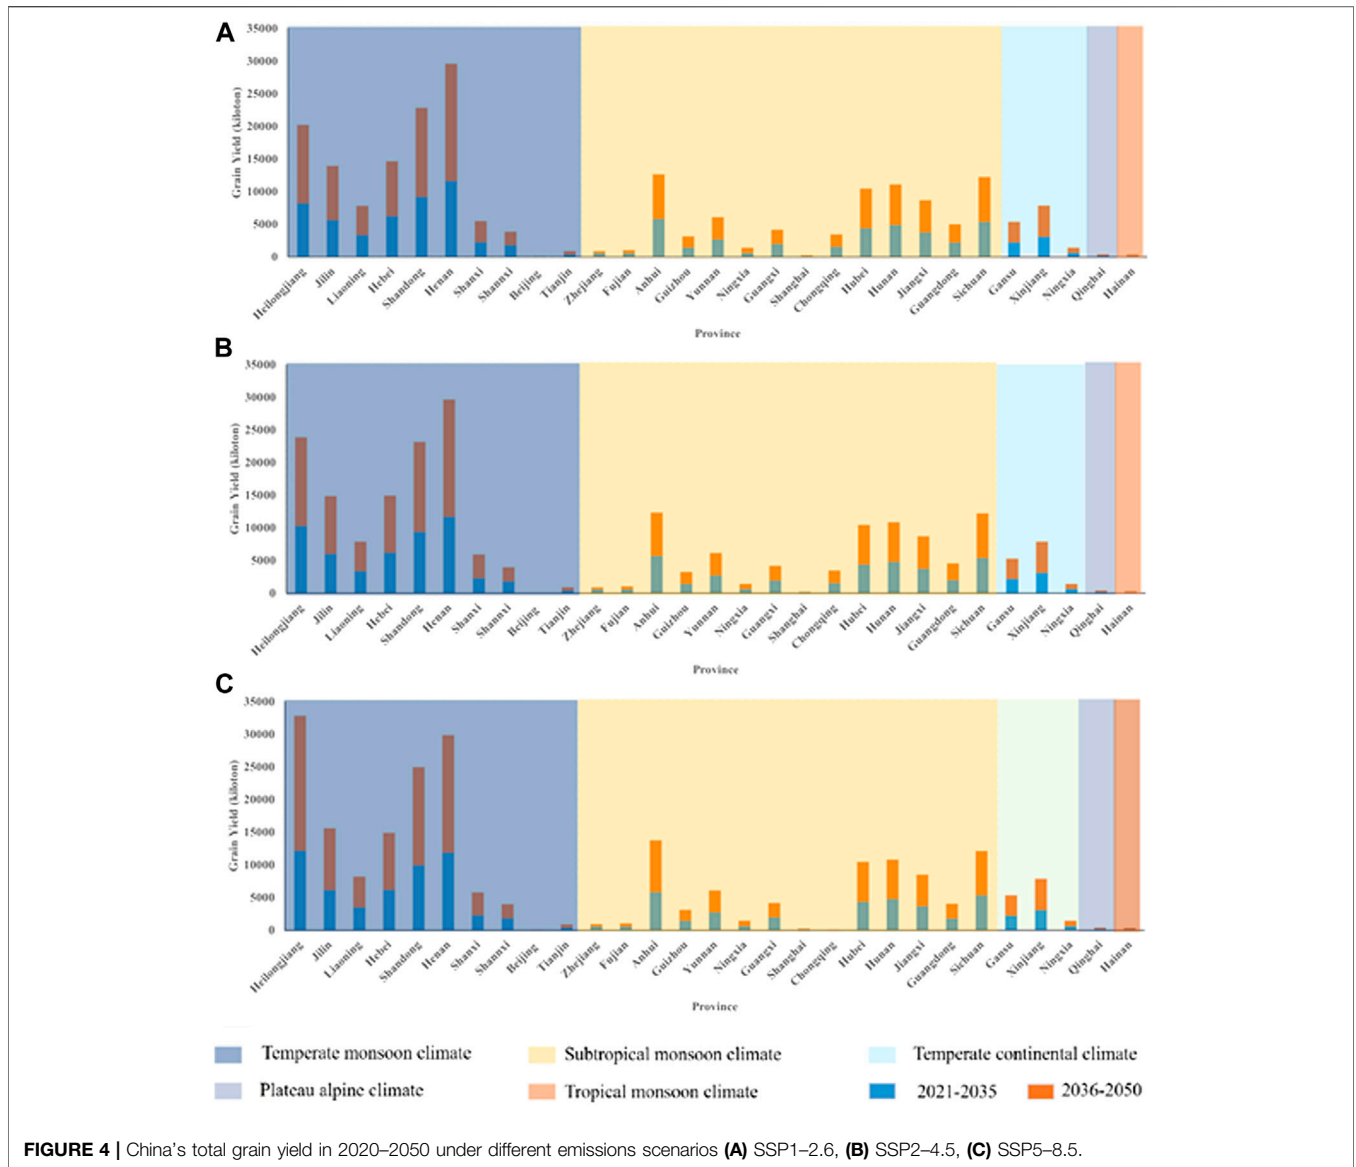 A
35000
30000
25000
20000
15000
10000
5000
0
Grain Yield (kiloton)
Heilongjiang
Jilin
Liaoning
Hebei
Shandong
Henan
Shanxi
Shannxi
Beijing
Tianjin
Zhejiang
Fujian
Anhui
Guizhou
Yunnan
Ningxia
Guangxi
Shanghai
Chongqing
Hubei
Hunan
Jiangxi
Guangdong
Sichuan
Gansu
Xinjiang
Ningxia
Qinghai
Hainan
Province
B
35000
30000
25000
20000
15000
10000
5000
0
Grain Yield (kiloton)
Heilongjiang
Jilin
Liaoning
Hebei
Shandong
Henan
Shanxi
Shannxi
Beijing
Tianjin
Zhejiang
Fujian
Anhui
Guizhou
Yunnan
Ningxia
Guangxi
Shanghai
Chongqing
Hubei
Hunan
Jiangxi
Guangdong
Sichuan
Gansu
Xinjiang
Ningxia
Qinghai
Hainan
Province
C
35000
30000
25000
20000
15000
10000
5000
0
Grain Yield (kiloton)
Heilongjiang
Jilin
Liaoning
Hebei
Shandong
Henan
Shanxi
Shannxi
Beijing
Tianjin
Zhejiang
Fujian
Anhui
Guizhou
Yunnan
Ningxia
Guangxi
Shanghai
Chongqing
Hubei
Hunan
Jiangxi
Guangdong
Sichuan
Gansu
Xinjiang
Ningxia
Qinghai
Hainan
Province
Temperate monsoon climate
Subtropical monsoon climate
Temperate continental climate
Plateau alpine climate
Tropical monsoon climate
2021-2035
2036-2050
FIGURE 4 | China's total grain yield in 2020–2050 under different emissions scenarios (A) SSP1–2.6, (B) SSP2–4.5, (C) SSP5–8.5.